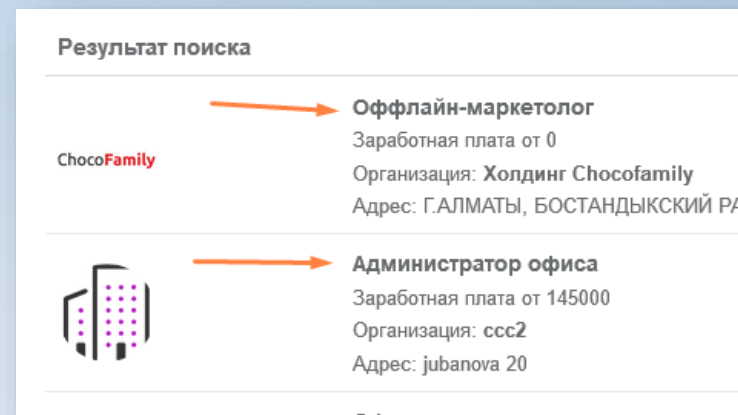 Результат поиска
ChocoFamily
Оффлайн-маркетолог
Заработная плата от 0
Организация: Холдинг Chocofamily
Адрес: Г.АЛМАТЫ, БОСТАНДЫКСКИЙ РА
Администратор офиса
Заработная плата от 145000
Организация: ccc2
Адрес: jubanova 20